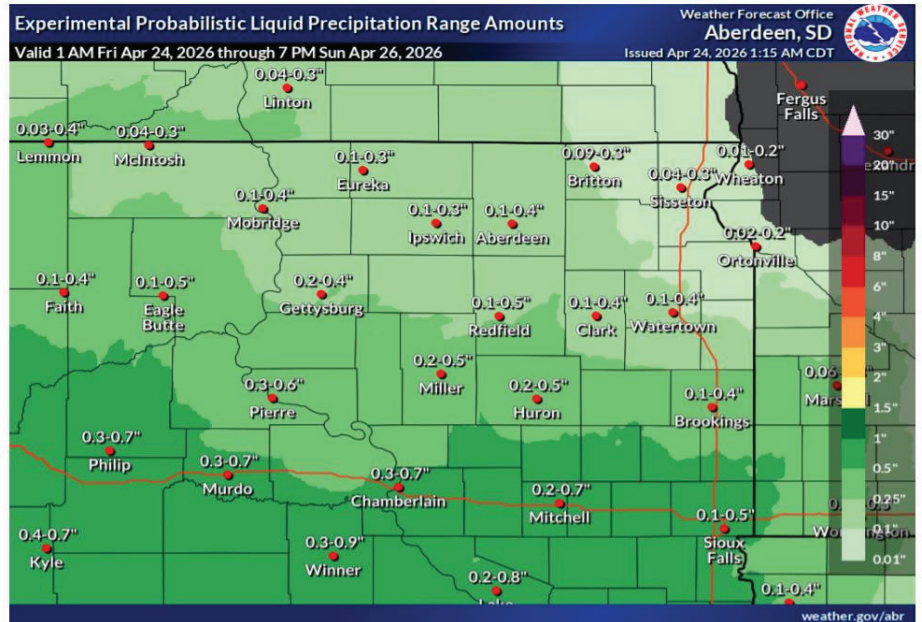 Experimental Probabilistic Liquid Precipitation Range Amounts
Valid 1 AM Fri Apr 24, 2026 through 7 PM Sun Apr 26, 2026
Weather Forecast Office
Aberdeen, SD
Issued Apr 24, 2026 1:15 AM CDT
NATIONAL WEATHER SERVICE
0.04-0.3"
Linton
Fergus
Falls
0.03-0.4"
Lemmon
0.04-0.3"
McIntosh
0.1-0.3"
Eureka
0.09-0.3"
Britton
0.04-0.3"
Sisseton
0.01-0.2"
Wheaton
0.1-0.4"
Mobridge
0.1-0.3"
Ipswich
0.1-0.4"
Aberdeen
0.02-0.2"
Ortonville
0.1-0.4"
Faith
0.1-0.5"
Eagle
Butte
0.2-0.4"
Gettysburg
0.1-0.5"
Redfield
0.1-0.4"
Clark
0.1-0.4"
Watertown
0.3-0.6"
Pierre
0.2-0.5"
Miller
0.2-0.5"
Huron
0.1-0.4"
Brookings
0.3-0.7"
Philip
0.3-0.7"
Murdo
0.3-0.7"
Chamberlain
0.2-0.7"
Mitchell
0.1-0.5"
Sioux
Falls
0.4-0.7"
Kyle
0.3-0.9"
Winner
0.2-0.8"
Lake
0.1-0.4"
30"
20"
15"
10"
8"
6"
4"
3"
2"
1.5"
1"
0.5"
0.25"
0.1"
0.01"
weather.gov/abr